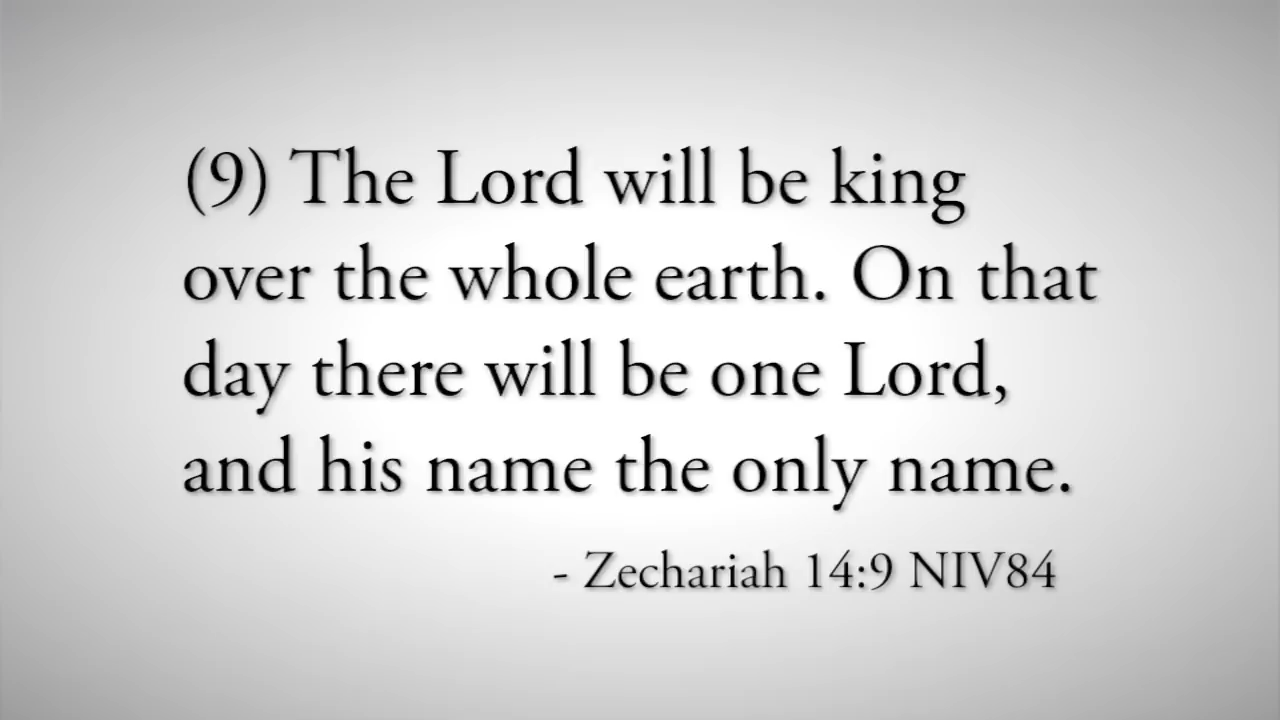 (9) The Lord will be king
over the whole earth. On that
day there will be one Lord,
and his name the only name.
- Zechariah 14:9 NIV84